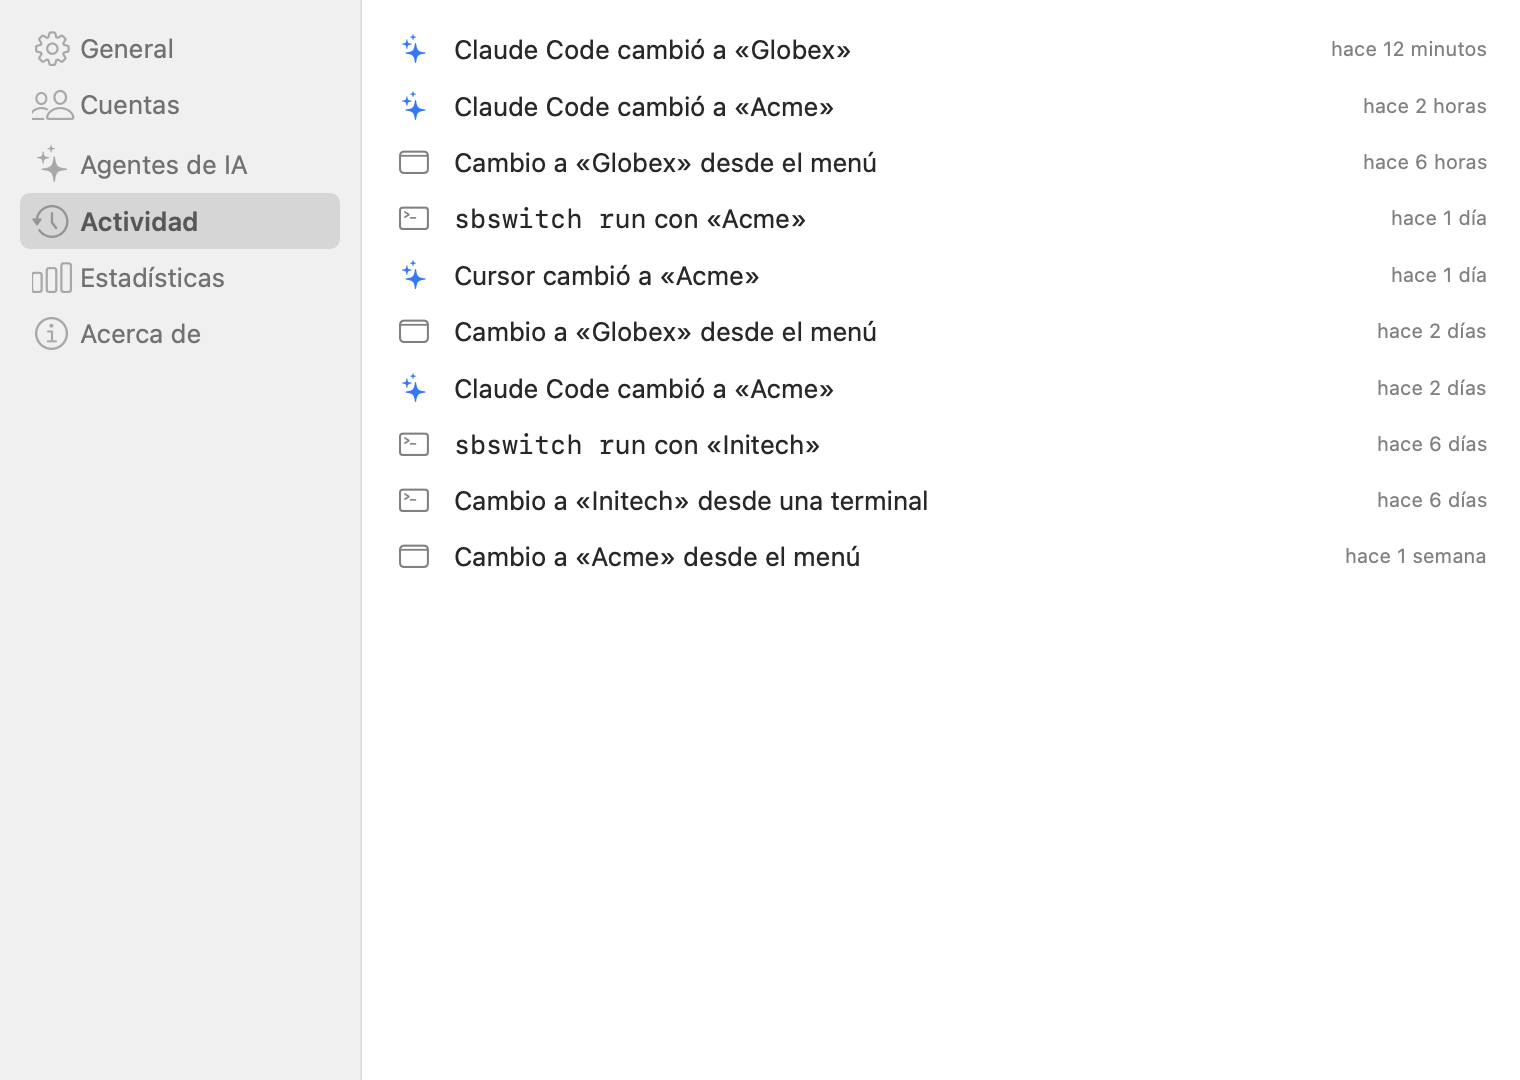 General
Cuentas
Agentes de IA
Actividad
Estadísticas
Acerca de
Claude Code cambió a «Globex» hace 12 minutos
Claude Code cambió a «Acme» hace 2 horas
Cambio a «Globex» desde el menú hace 6 horas
sbswitch run con «Acme» hace 1 día
Cursor cambió a «Acme» hace 1 día
Cambio a «Globex» desde el menú hace 2 días
Claude Code cambió a «Acme» hace 2 días
sbswitch run con «Initech» hace 6 días
Cambio a «Initech» desde una terminal hace 6 días
Cambio a «Acme» desde el menú hace 1 semana